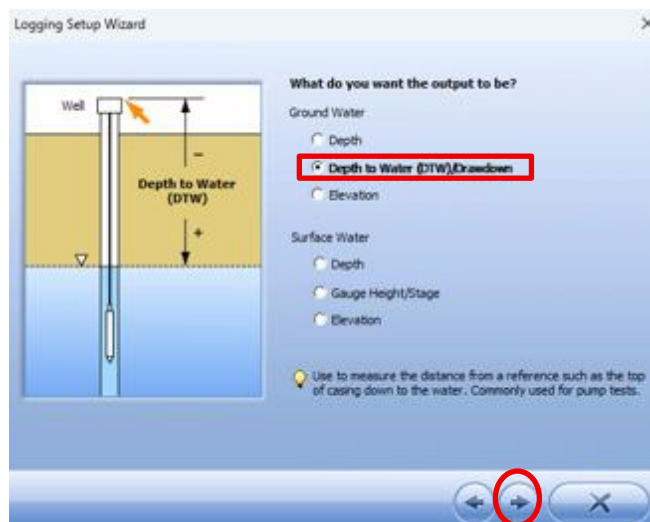 Logging Setup Wizard
Well
Depth to Water
(DTW)
−
+
What do you want the output to be?
Ground Water
Depth
Depth to Water (DTW)/Drawdown
Elevation
Surface Water
Depth
Gauge Height/Stage
Elevation
Use to measure the distance from a reference such as the top
of casing down to the water. Commonly used for pump tests.